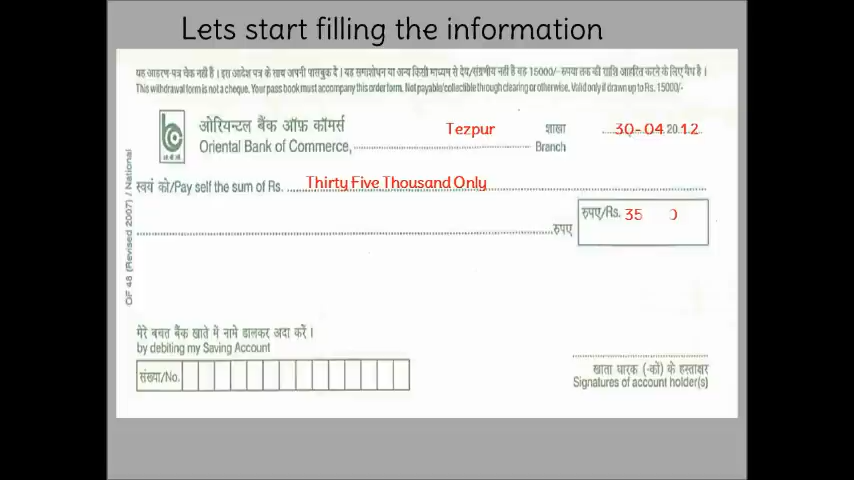 Lets start filling the information
यह आहरण-पत्र चेक नहीं है । इस आदेश पत्र के साथ अपनी पासबुक दें । यह समाशोधन या अन्य किसी माध्यम से देय/संग्रहणीय नहीं है यह 15000/- रुपया तक की राशि आहरित करने के लिए वैध है ।
This withdrawal form is not a cheque. Your pass book must accompany this order form. Not payable/collectible through clearing or otherwise. Valid only if drawn up to Rs. 15000/-
ओरियन्टल बैंक ऑफ़ कॉमर्स Tezpur शाखा 30-04 20 12
Oriental Bank of Commerce, Branch
स्वयं को/Pay self the sum of Rs. Thirty Five Thousand Only
रुपए/Rs. 35 0
रुपए
OF 48 (Revised 2007) / National
मेरे बचत बैंक खाते में नामे डालकर अदा करें ।
by debiting my Saving Account
संख्या/No.
खाता धारक (-कों) के हस्ताक्षर
Signatures of account holder(s)